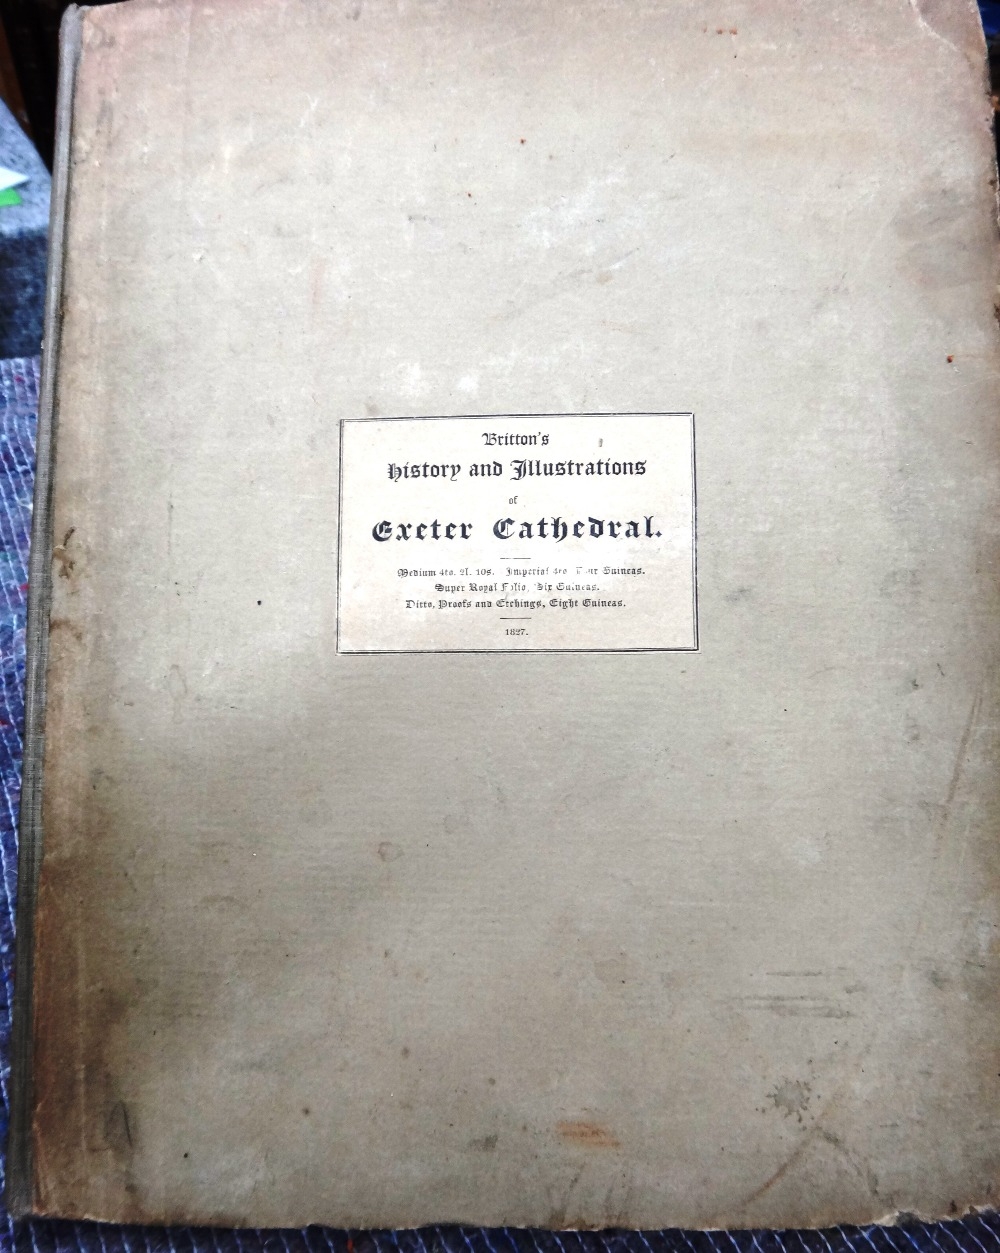 Britton's
History and Illustrations
of
Exeter Cathedral.
Medium 4to. 2l. 10s. Imperial 4to Four Guineas.
Super Royal Folio, Six Guineas.
Ditto, Proofs and Etchings, Eight Guineas.
1827.